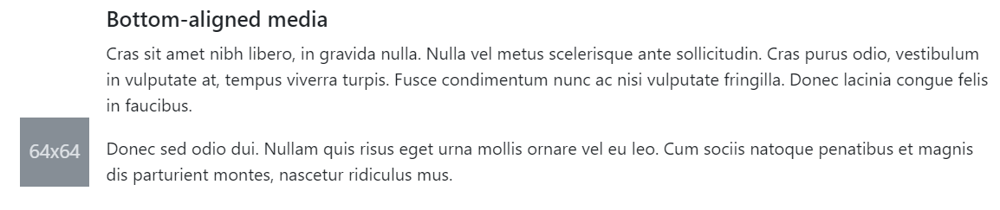 Bottom-aligned media
Cras sit amet nibh libero, in gravida nulla. Nulla vel metus scelerisque ante sollicitudin. Cras purus odio, vestibulum
in vulputate at, tempus viverra turpis. Fusce condimentum nunc ac nisi vulputate fringilla. Donec lacinia congue felis
in faucibus.
64x64
Donec sed odio dui. Nullam quis risus eget urna mollis ornare vel eu leo. Cum sociis natoque penatibus et magnis
dis parturient montes, nascetur ridiculus mus.